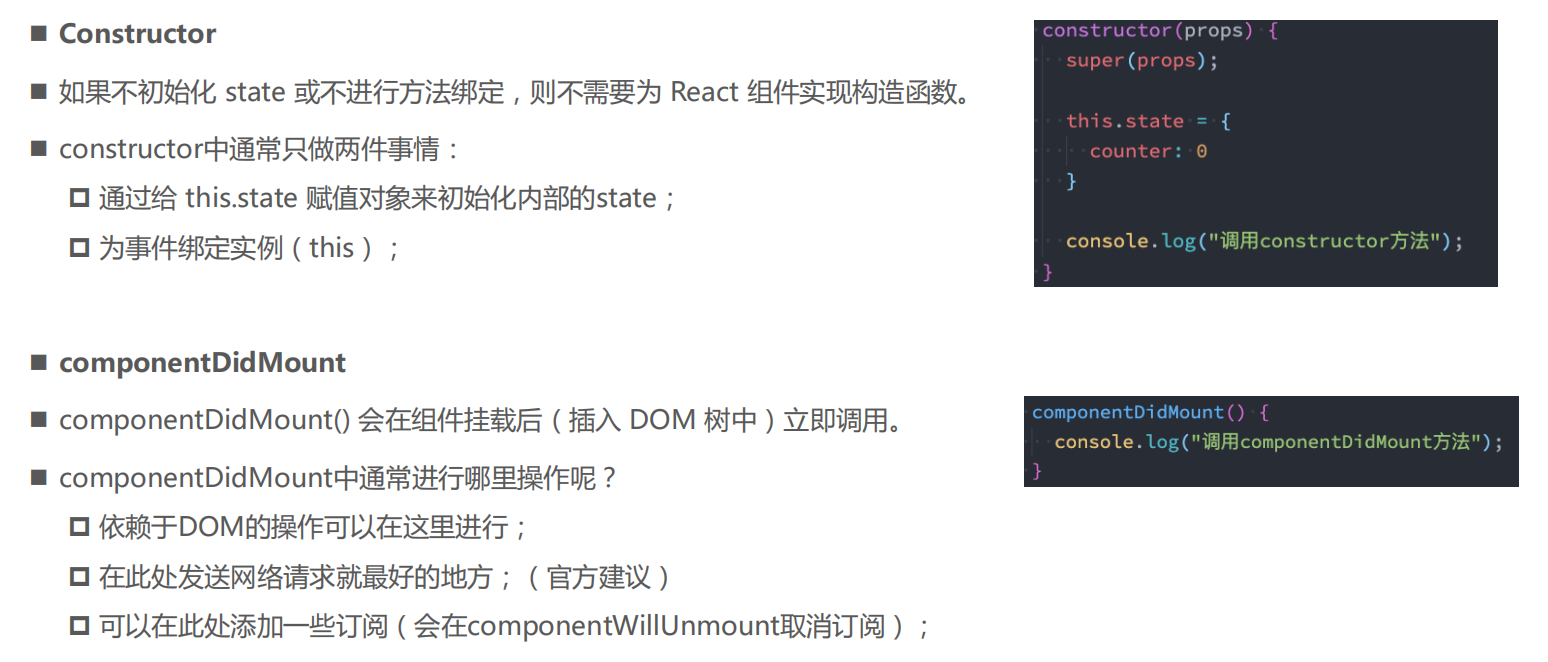 Constructor
如果不初始化 state 或不进行方法绑定，则不需要为 React 组件实现构造函数。
constructor中通常只做两件事情：
通过给 this.state 赋值对象来初始化内部的state；
为事件绑定实例（this）；
constructor(props) {
super(props);
this.state = {
counter: 0
}
console.log("调用constructor方法");
}
componentDidMount
componentDidMount() 会在组件挂载后（插入 DOM 树中）立即调用。
componentDidMount中通常进行哪里操作呢？
依赖于DOM的操作可以在这里进行；
在此处发送网络请求就最好的地方；（官方建议）
可以在此处添加一些订阅（会在componentWillUnmount取消订阅）；
componentDidMount() {
console.log("调用componentDidMount方法");
}